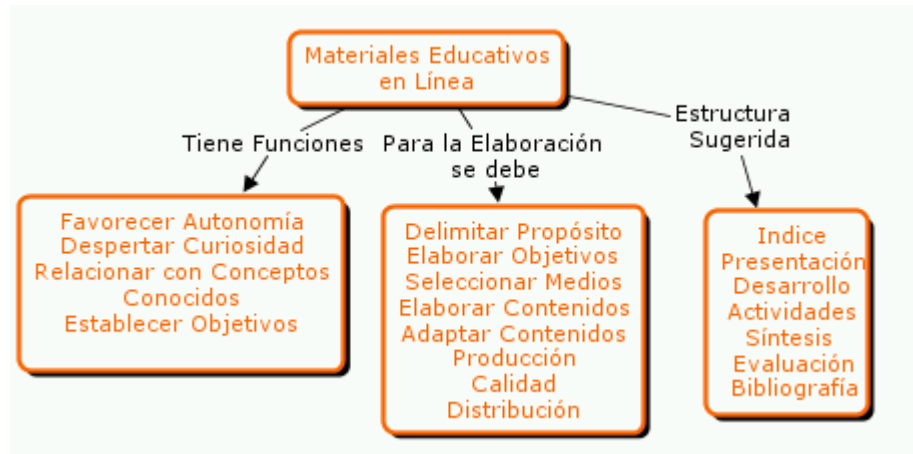 Materiales Educativos
en Línea
Tiene Funciones
Para la Elaboración
se debe
Estructura
Sugerida
Favorecer Autonomía
Despertar Curiosidad
Relacionar con Conceptos
Conocidos
Establecer Objetivos
Delimitar Propósito
Elaborar Objetivos
Seleccionar Medios
Elaborar Contenidos
Adaptar Contenidos
Producción
Calidad
Distribución
Indice
Presentación
Desarrollo
Actividades
Síntesis
Evaluación
Bibliografía